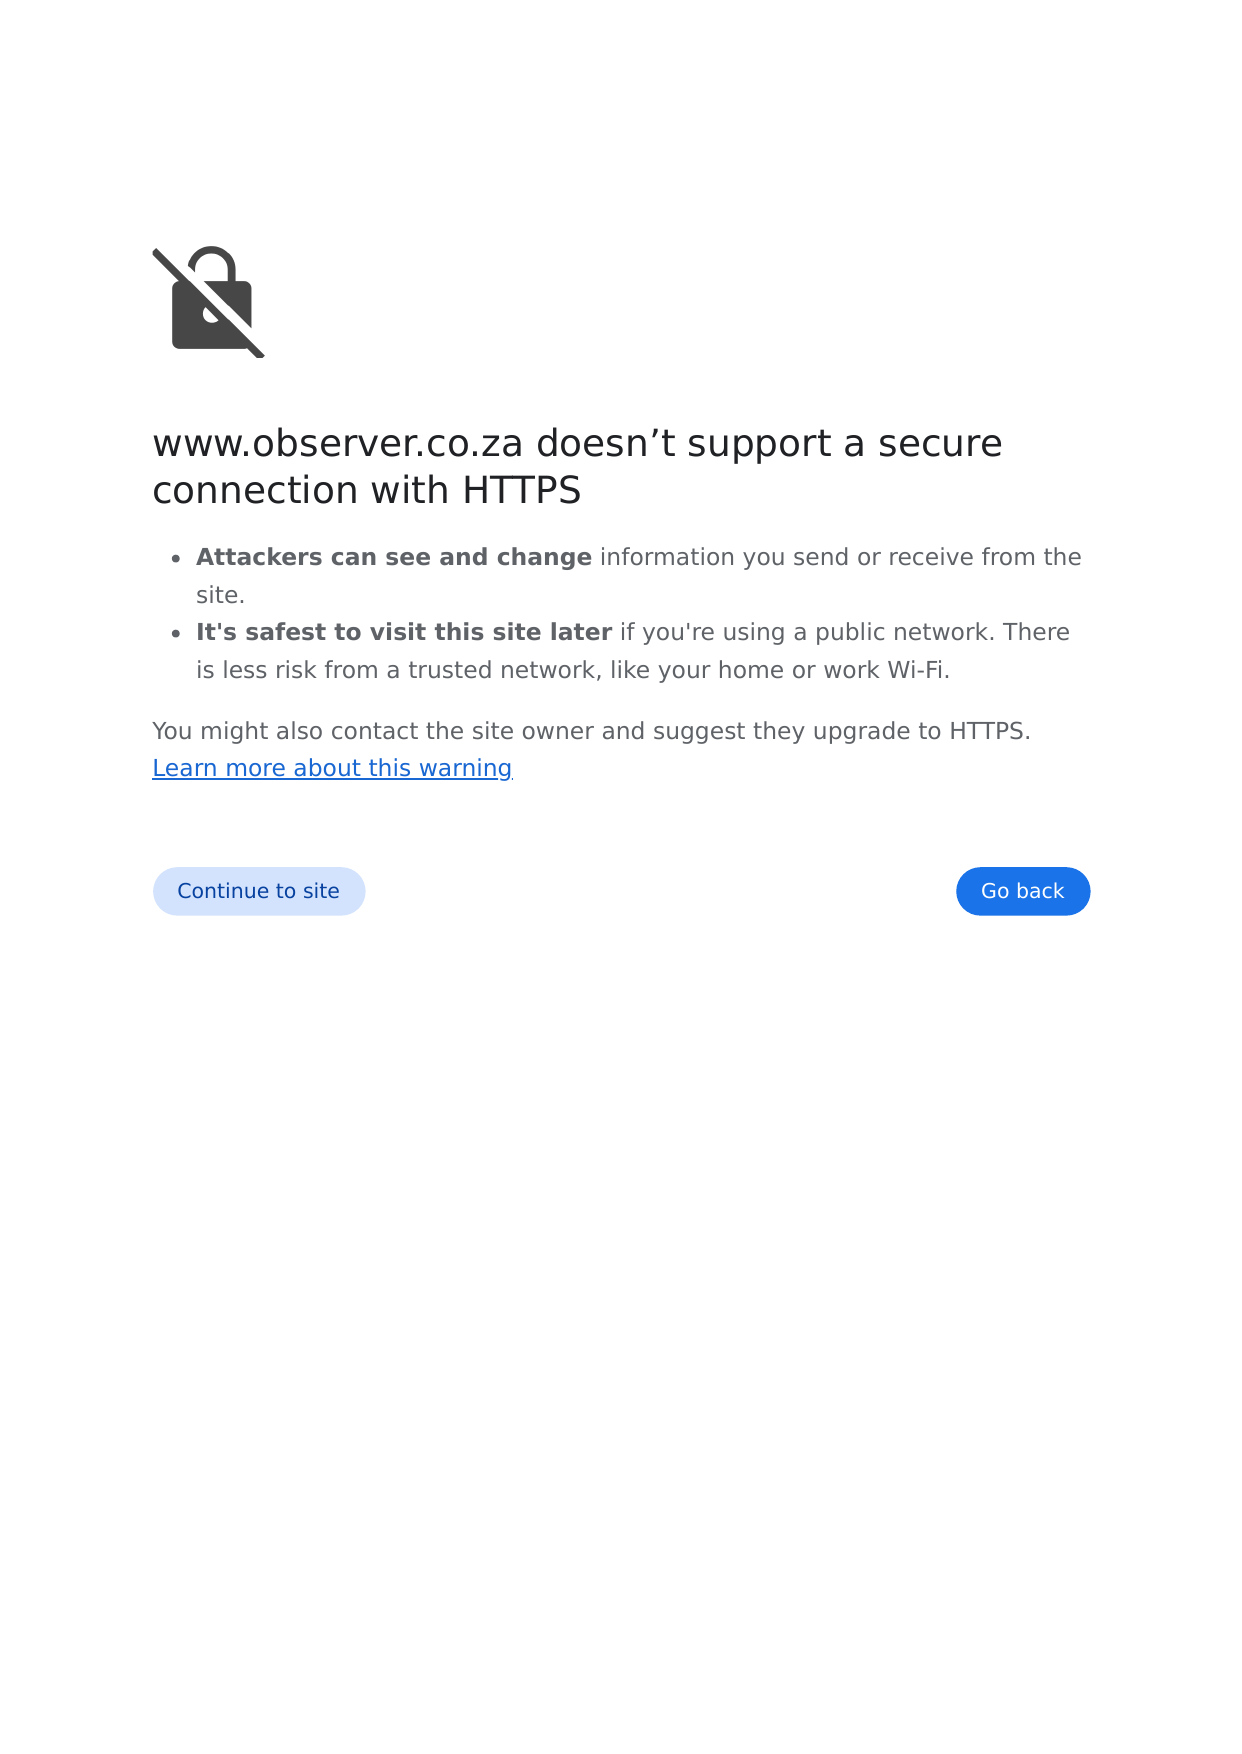 www.observer.co.za doesn’t support a secure
connection with HTTPS
• Attackers can see and change information you send or receive from the
site.
• It's safest to visit this site later if you're using a public network. There
is less risk from a trusted network, like your home or work Wi-Fi.
You might also contact the site owner and suggest they upgrade to HTTPS.
Learn more about this warning
Continue to site
Go back